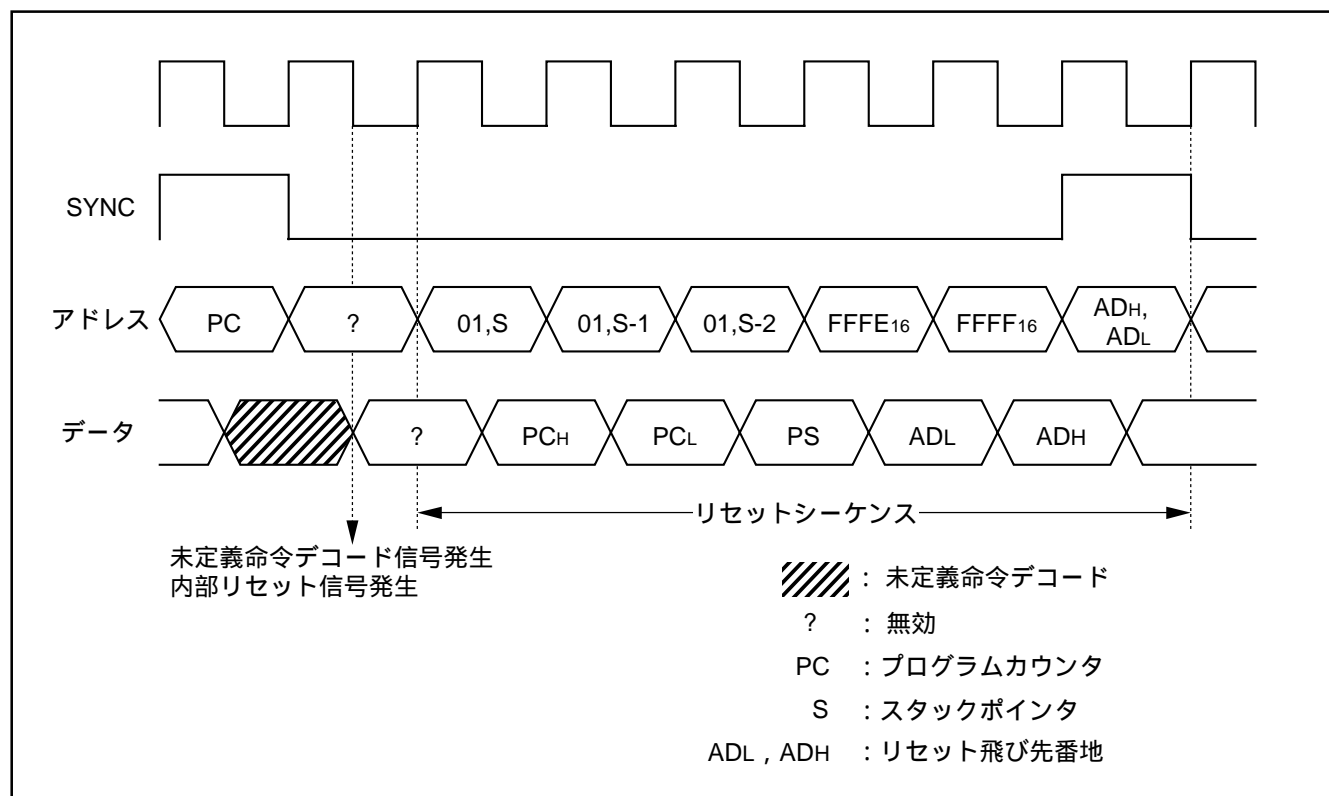 SYNC
アドレス PC ? 01,S 01,S-1 01,S-2 FFFE16 FFFF16 ADH, ADL
データ ? PCH PCL PS ADL ADH
リセットシーケンス
未定義命令デコード信号発生
内部リセット信号発生
: 未定義命令デコード
? : 無効
PC : プログラムカウンタ
S : スタックポインタ
ADL , ADH : リセット飛び先番地